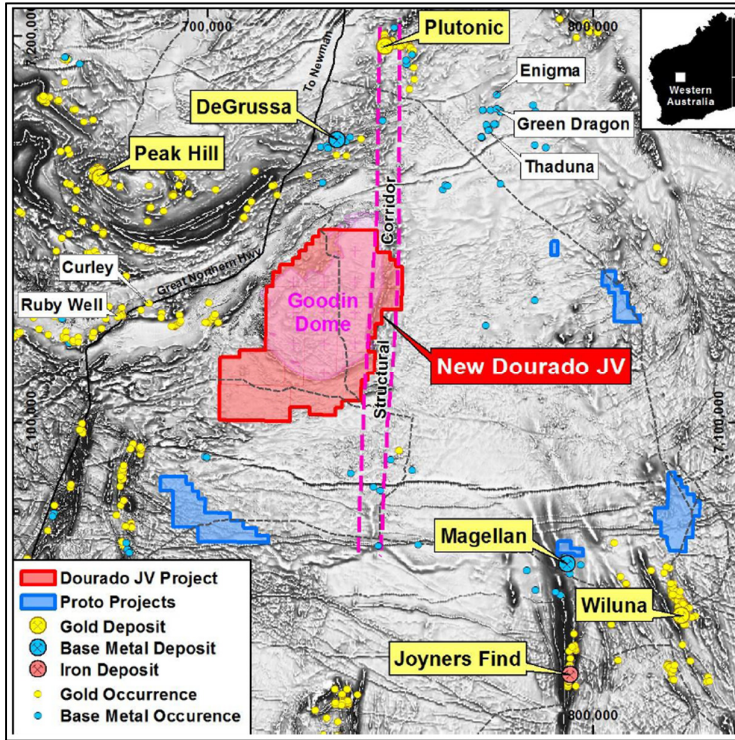 700,000
800,000
7,200,000
Plutonic
To Newman
Enigma
Western
Australia
DeGrussa
Green Dragon
Peak Hill
Thaduna
Corridor
Curley
Great Northern Hwy
Ruby Well
Goodin
Dome
New Dourado JV
Structural
7,100,000
7,100,000
Magellan
Dourado JV Project
Proto Projects
Wiluna
Gold Deposit
Base Metal Deposit
Iron Deposit
Joyners Find
Gold Occurrence
Base Metal Occurence
800,000